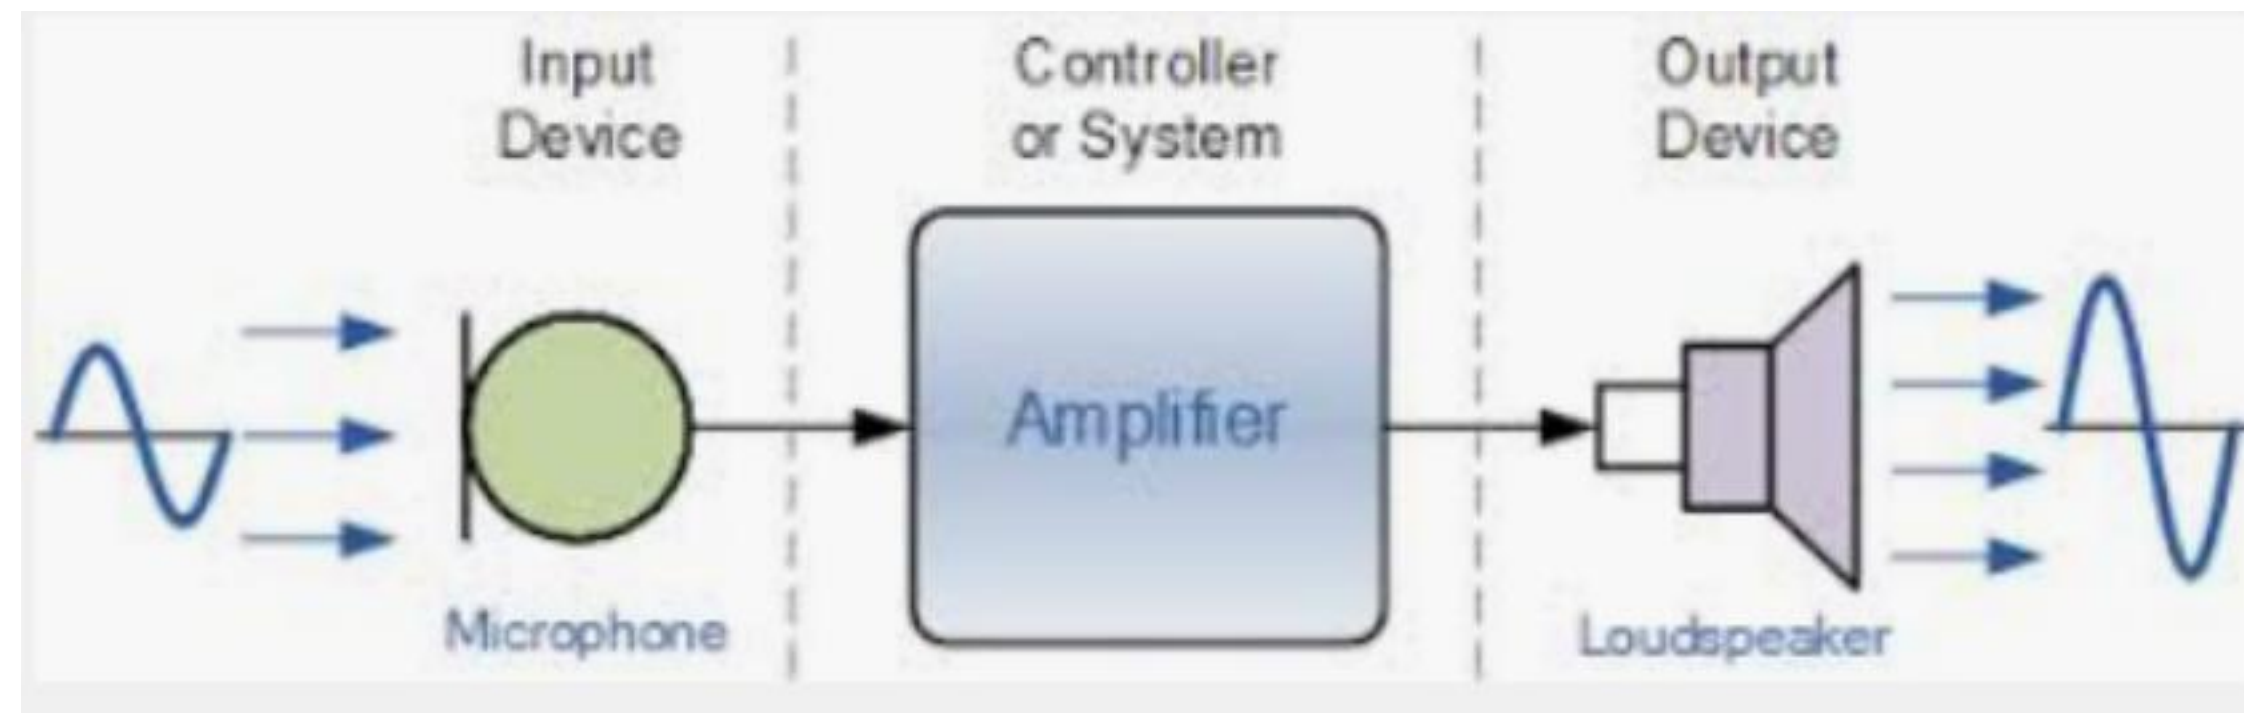 Input
Device
Controller
or System
Output
Device
Amplifier
Microphone
Loudspeaker